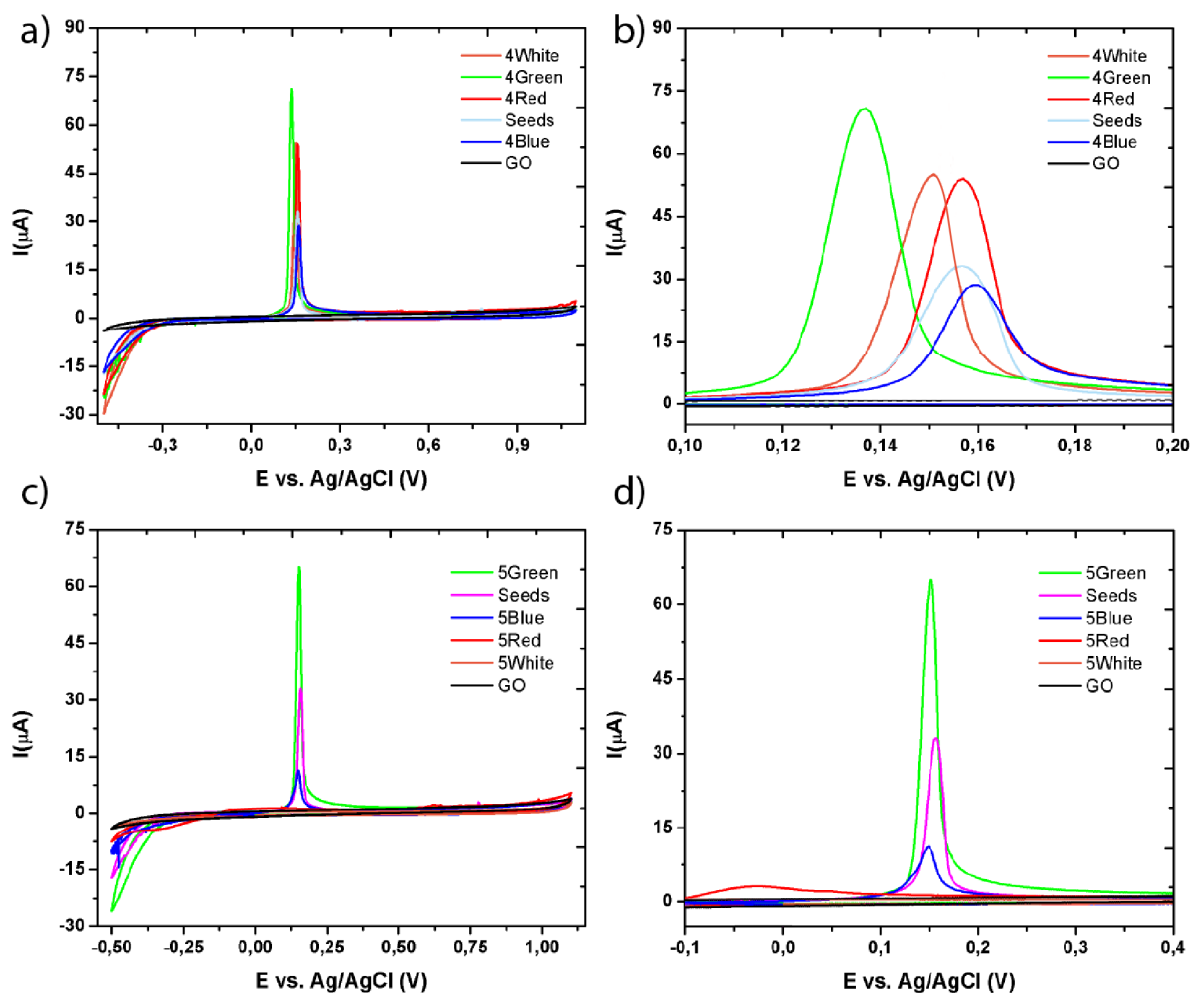 a)
90
75
60
45
30
15
0
-15
-30
I(μA)
4White
4Green
4Red
Seeds
4Blue
GO
-0,3 0,0 0,3 0,6 0,9
E vs. Ag/AgCl (V)
b)
90
75
60
45
30
15
0
I(μA)
4White
4Green
4Red
Seeds
4Blue
GO
0,10 0,12 0,14 0,16 0,18 0,20
E vs. Ag/AgCl (V)
c)
75
60
45
30
15
0
-15
-30
I(μA)
5Green
Seeds
5Blue
5Red
5White
GO
-0,50 -0,25 0,00 0,25 0,50 0,75 1,00
E vs. Ag/AgCl (V)
d)
75
60
45
30
15
0
I(μA)
5Green
Seeds
5Blue
5Red
5White
GO
-0,1 0,0 0,1 0,2 0,3 0,4
E vs. Ag/AgCl (V)